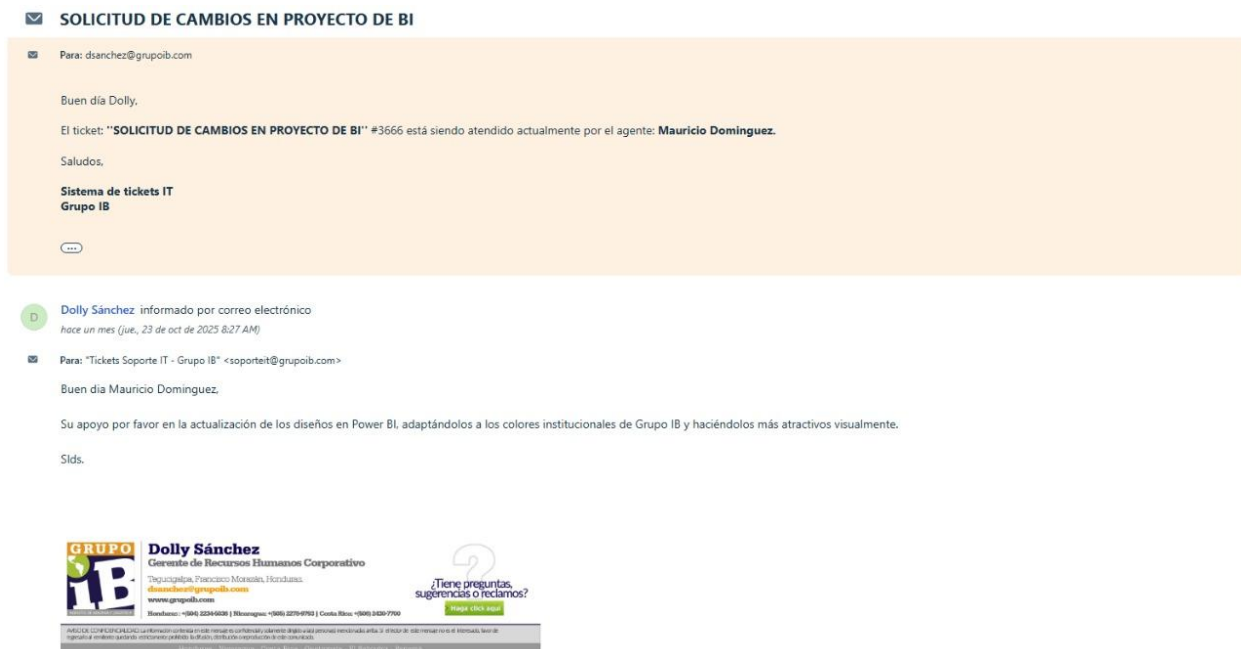 SOLICITUD DE CAMBIOS EN PROYECTO DE BI
Para: dsanchez@grupoib.com
Buen día Dolly,
El ticket: ''SOLICITUD DE CAMBIOS EN PROYECTO DE BI'' #3666 está siendo atendido actualmente por el agente: Mauricio Dominguez.
Saludos,
Sistema de tickets IT
Grupo IB
...
D
Dolly Sánchez informado por correo electrónico
hace un mes (jue., 23 de oct de 2025 8:27 AM)
Para: "Tickets Soporte IT - Grupo IB" <soporteit@grupoib.com>
Buen dia Mauricio Dominguez,
Su apoyo por favor en la actualización de los diseños en Power BI, adaptándolos a los colores institucionales de Grupo IB y haciéndolos más atractivos visualmente.
Slds.
GRUPO
iB
Dolly Sánchez
Gerente de Recursos Humanos Corporativo
Tegucigalpa, Francisco Morazán, Honduras.
dsanchez@grupoib.com
www.grupoib.com
¿Tiene preguntas,
sugerencias o reclamos?
Haga click aquí